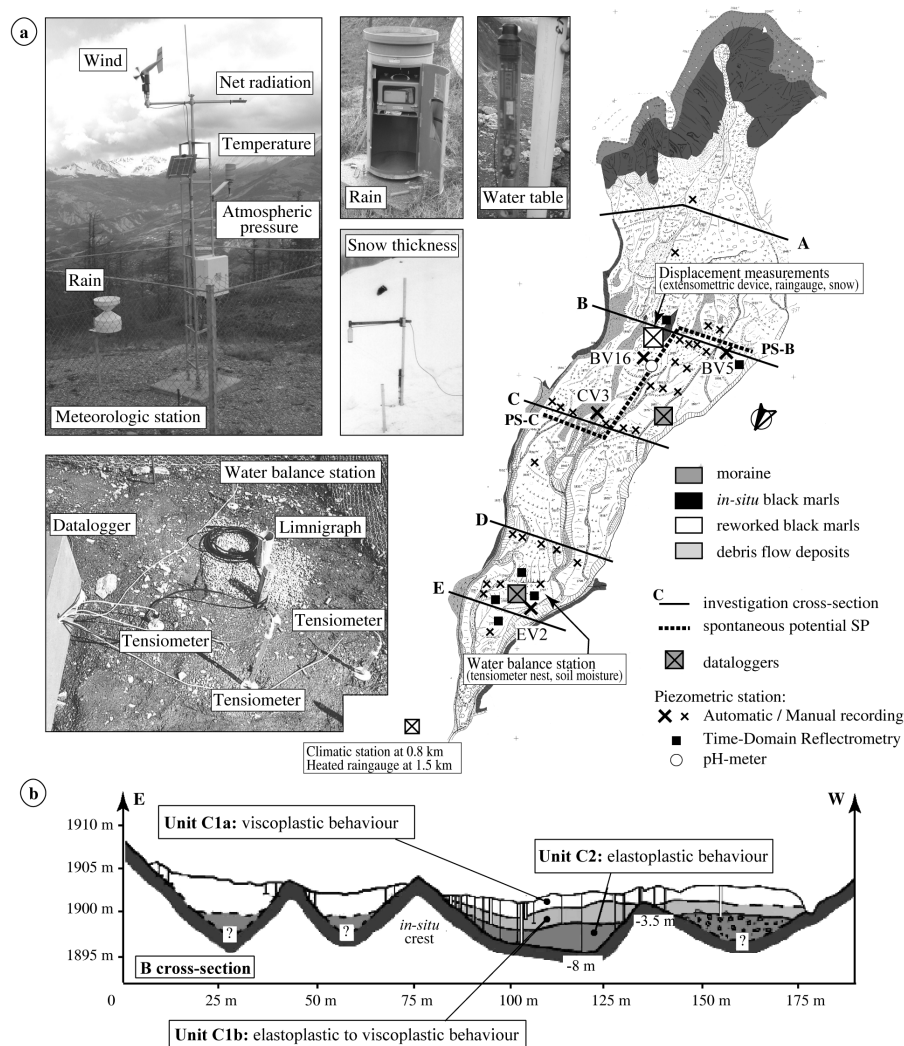 a
Wind
Net radiation
Temperature
Atmospheric
pressure
Rain
Meteorologic station
Rain
Water table
Snow thickness
Water balance station
Datalogger
Limnigraph
Tensiometer
Tensiometer
Tensiometer
A
Displacement measurements
(extensomettric device, raingauge, snow)
B
PS-B
BV16
BV5
CV3
C
PS-C
D
E
EV2
Water balance station
(tensiometer nest, soil moisture)
moraine
in-situ black marls
reworked black marls
debris flow deposits
C investigation cross-section
spontaneous potential SP
dataloggers
Piezometric station:
Automatic / Manual recording
Time-Domain Reflectrometry
pH-meter
Climatic station at 0.8 km
Heated raingauge at 1.5 km
b
E
W
1910 m
1905 m
1900 m
1895 m
Unit C1a: viscoplastic behaviour
Unit C2: elastoplastic behaviour
in-situ
crest
?
?
?
-3.5 m
-8 m
B cross-section
0
25 m
50 m
75 m
100 m
125 m
150 m
175 m
Unit C1b: elastoplastic to viscoplastic behaviour